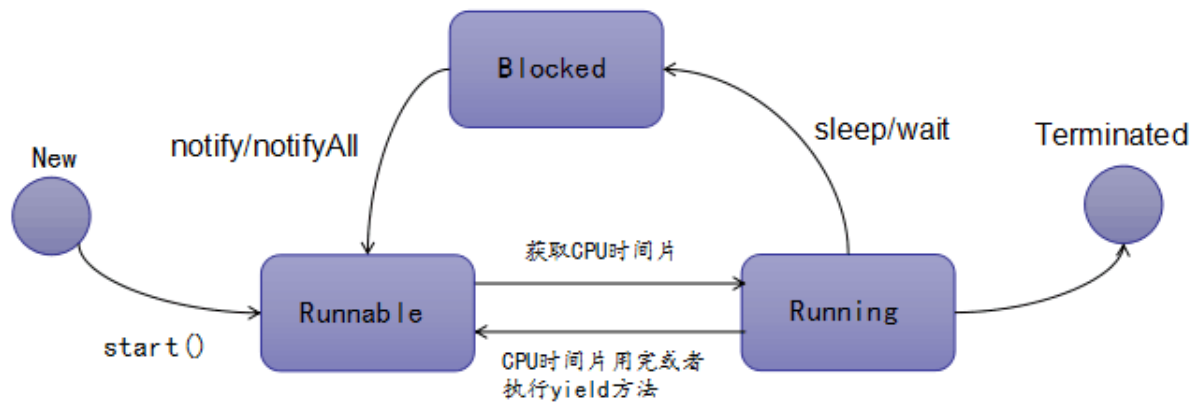 Blocked
sleep/wait
notify/notifyAll
New
Terminated
获取CPU时间片
Runnable
Running
start()
CPU时间片用完或者
执行yield方法